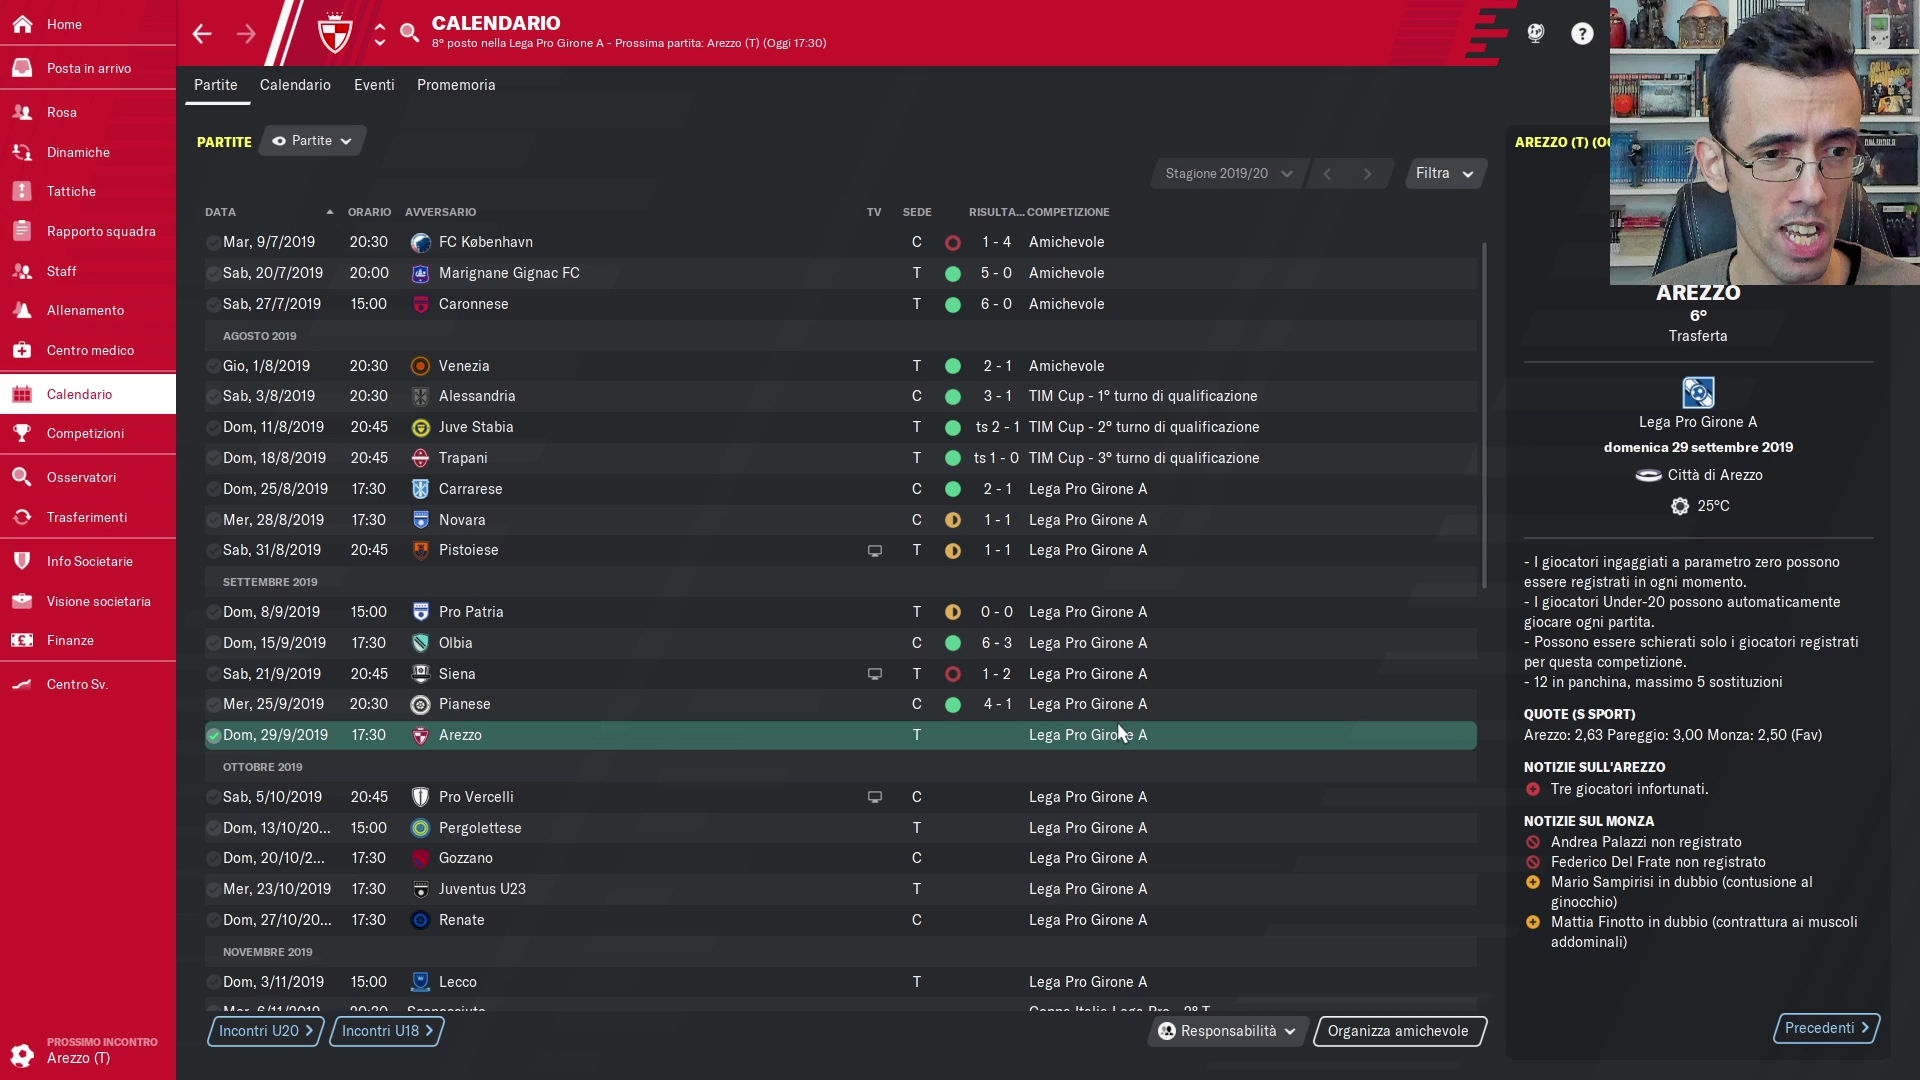 Home
Posta in arrivo
Rosa
Dinamiche
Tattiche
Rapporto squadra
Staff
Allenamento
Centro medico
Calendario
Competizioni
Osservatori
Trasferimenti
Info Societarie
Visione societaria
Finanze
Centro Sv.
PROSSIMO INCONTRO
Arezzo (T)
CALENDARIO
8° posto nella Lega Pro Girone A - Prossima partita: Arezzo (T) (Oggi 17:30)
?
Partite Calendario Eventi Promemoria
PARTITE Partite
Stagione 2019/20 Filtra
DATA ORARIO AVVERSARIO TV SEDE RISULTA... COMPETIZIONE
Mar, 9/7/2019 20:30 FC København C 1 - 4 Amichevole
Sab, 20/7/2019 20:00 Marignane Gignac FC T 5 - 0 Amichevole
Sab, 27/7/2019 15:00 Caronnese T 6 - 0 Amichevole
AGOSTO 2019
Gio, 1/8/2019 20:30 Venezia T 2 - 1 Amichevole
Sab, 3/8/2019 20:30 Alessandria C 3 - 1 TIM Cup - 1° turno di qualificazione
Dom, 11/8/2019 20:45 Juve Stabia T ts 2 - 1 TIM Cup - 2° turno di qualificazione
Dom, 18/8/2019 20:45 Trapani T ts 1 - 0 TIM Cup - 3° turno di qualificazione
Dom, 25/8/2019 17:30 Carrarese C 2 - 1 Lega Pro Girone A
Mer, 28/8/2019 17:30 Novara C 1 - 1 Lega Pro Girone A
Sab, 31/8/2019 20:45 Pistoiese T 1 - 1 Lega Pro Girone A
SETTEMBRE 2019
Dom, 8/9/2019 15:00 Pro Patria T 0 - 0 Lega Pro Girone A
Dom, 15/9/2019 17:30 Olbia C 6 - 3 Lega Pro Girone A
Sab, 21/9/2019 20:45 Siena T 1 - 2 Lega Pro Girone A
Mer, 25/9/2019 20:30 Pianese C 4 - 1 Lega Pro Girone A
Dom, 29/9/2019 17:30 Arezzo T Lega Pro Girone A
OTTOBRE 2019
Sab, 5/10/2019 20:45 Pro Vercelli C Lega Pro Girone A
Dom, 13/10/20... 15:00 Pergolettese T Lega Pro Girone A
Dom, 20/10/2... 17:30 Gozzano C Lega Pro Girone A
Mer, 23/10/2019 17:30 Juventus U23 T Lega Pro Girone A
Dom, 27/10/20... 17:30 Renate C Lega Pro Girone A
NOVEMBRE 2019
Dom, 3/11/2019 15:00 Lecco T Lega Pro Girone A
Incontri U20 Incontri U18 Responsabilità Organizza amichevole
AREZZO (T)
AREZZO
6°
Trasferta
Lega Pro Girone A
domenica 29 settembre 2019
Città di Arezzo
25°C
- I giocatori ingaggiati a parametro zero possono
essere registrati in ogni momento.
- I giocatori Under-20 possono automaticamente
giocare ogni partita.
- Possono essere schierati solo i giocatori registrati
per questa competizione.
- 12 in panchina, massimo 5 sostituzioni
QUOTE (S SPORT)
Arezzo: 2,63 Pareggio: 3,00 Monza: 2,50 (Fav)
NOTIZIE SULL'AREZZO
Tre giocatori infortunati.
NOTIZIE SUL MONZA
Andrea Palazzi non registrato
Federico Del Frate non registrato
Mario Sampirisi in dubbio (contusione al
ginocchio)
Mattia Finotto in dubbio (contrattura ai muscoli
addominali)
Precedenti